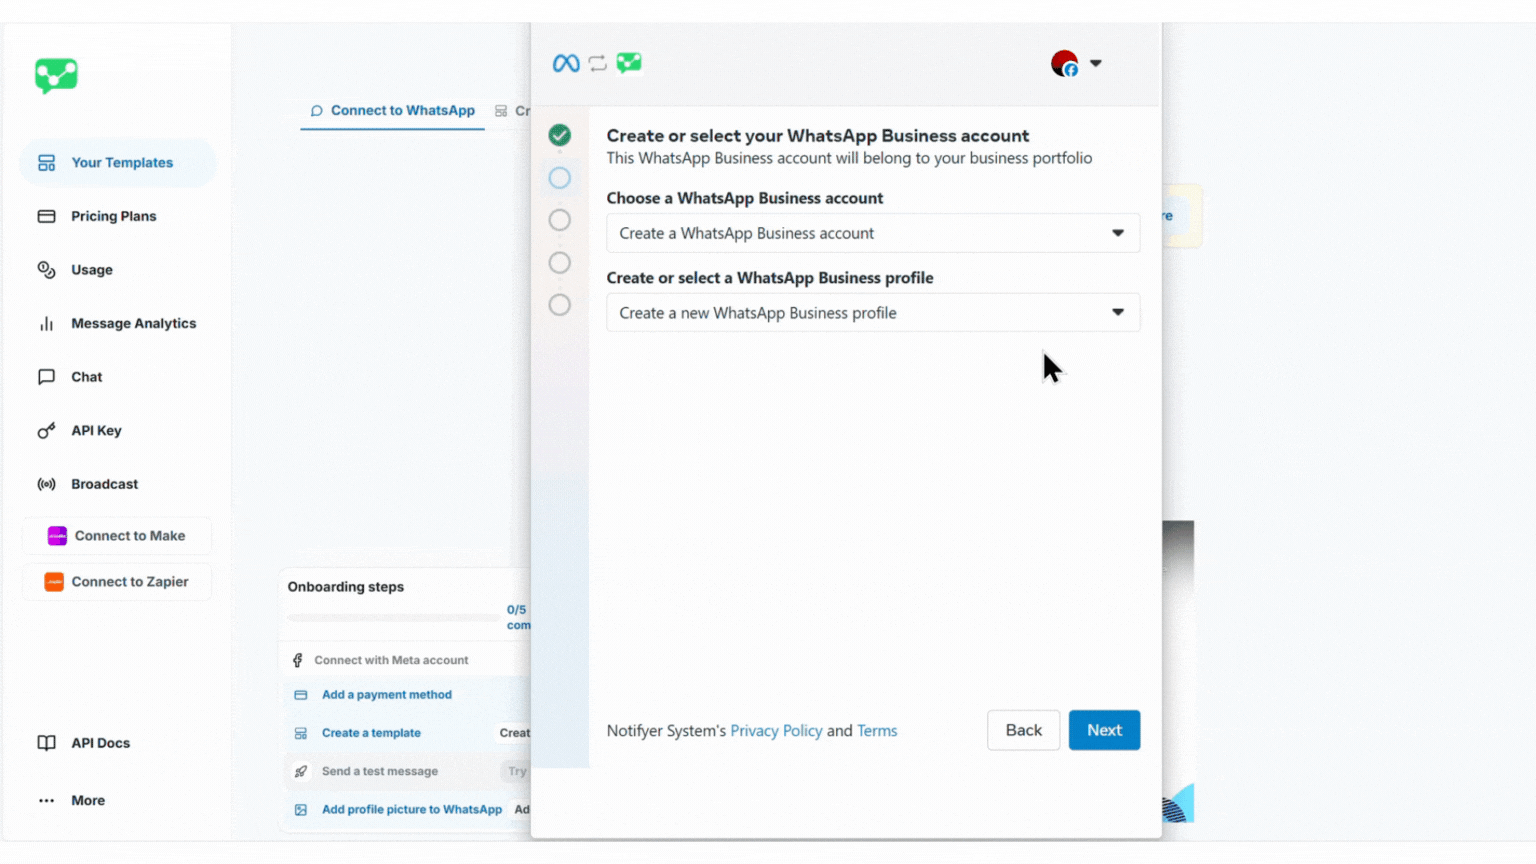 Your Templates
Pricing Plans
Usage
Message Analytics
Chat
API Key
Broadcast
Connect to Make
Connect to Zapier
API Docs
More
Connect to WhatsApp
Cr
Onboarding steps
0/5
com
Connect with Meta account
Add a payment method
Create a template
Creat
Send a test message
Try
Add profile picture to WhatsApp
Ad
Create or select your WhatsApp Business account
This WhatsApp Business account will belong to your business portfolio
Choose a WhatsApp Business account
Create a WhatsApp Business account
Create or select a WhatsApp Business profile
Create a new WhatsApp Business profile
Notifyer System's Privacy Policy and Terms
Back
Next
re